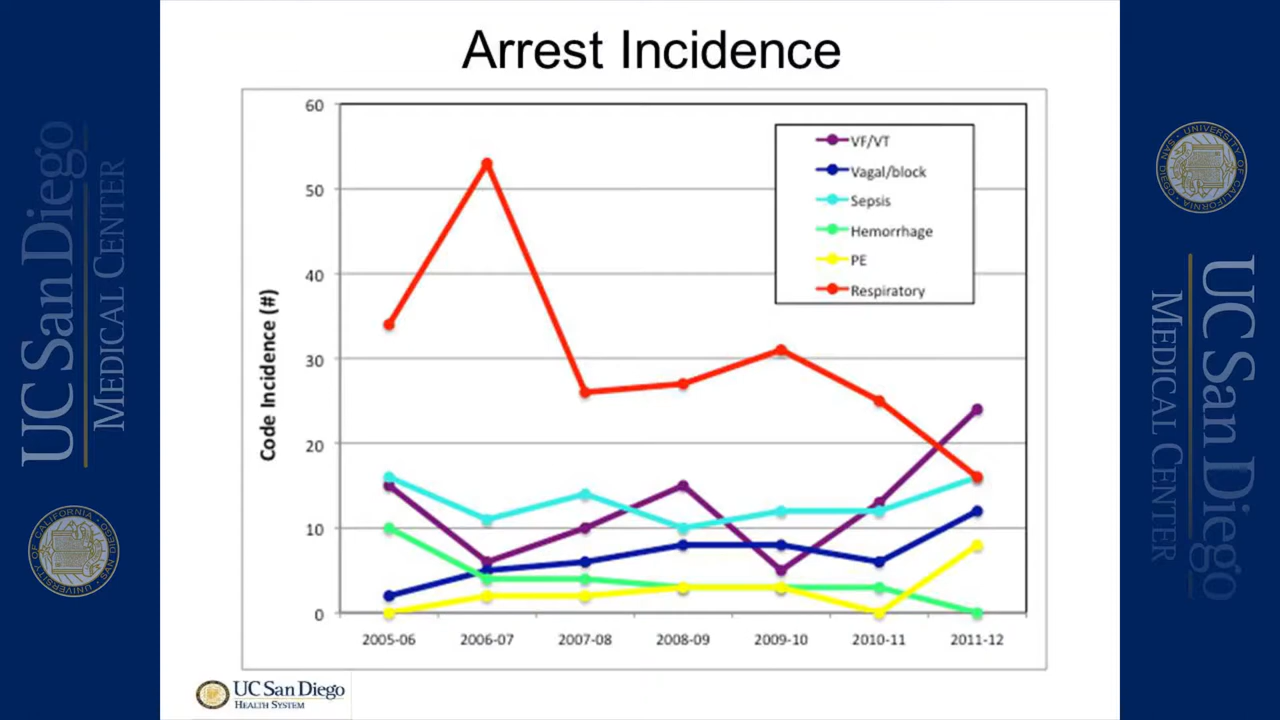 Arrest Incidence
60
50
40
30
20
10
0
Code Incidence (#)
VF/VT
Vagal/block
Sepsis
Hemorrhage
PE
Respiratory
2005-06 2006-07 2007-08 2008-09 2009-10 2010-11 2011-12
UC San Diego
HEALTH SYSTEM
UC San Diego
MEDICAL CENTER
UC San Diego
MEDICAL CENTER